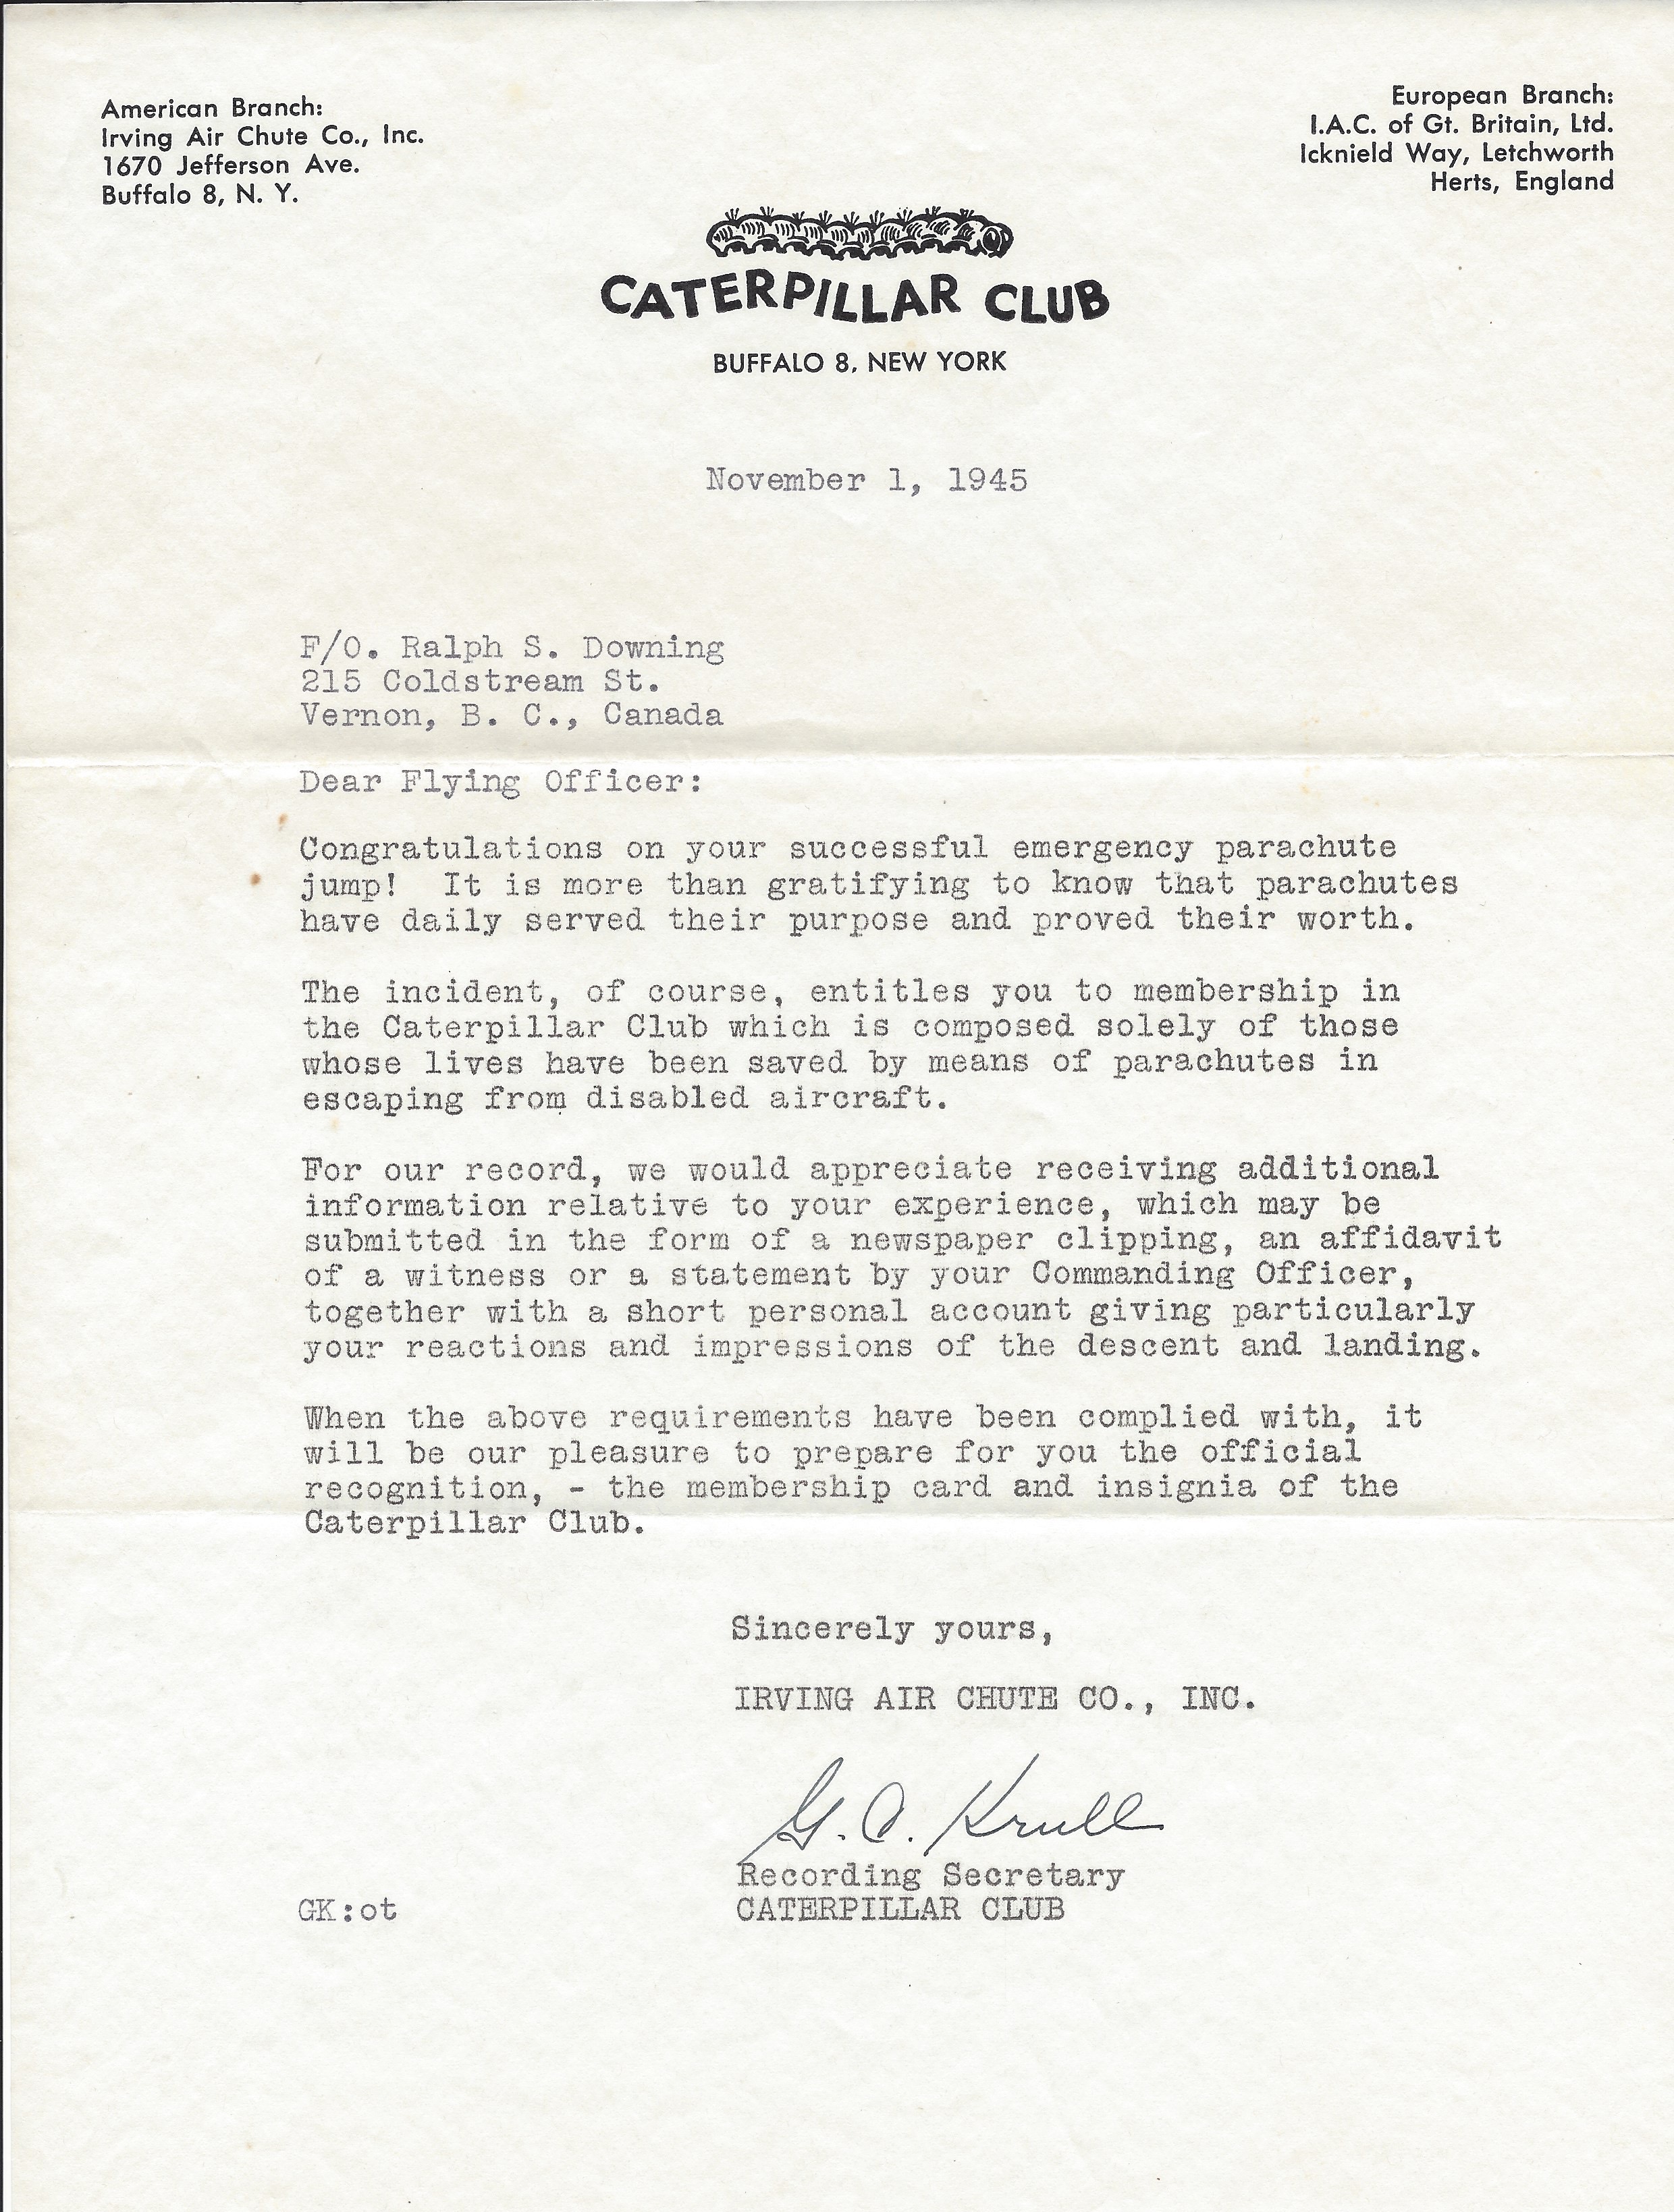 American Branch:
Irving Air Chute Co., Inc.
1670 Jefferson Ave.
Buffalo 8, N. Y.
European Branch:
I.A.C. of Gt. Britain, Ltd.
Icknield Way, Letchworth
Herts, England
CATERPILLAR CLUB
BUFFALO 8, NEW YORK
November 1, 1945
F/O. Ralph S. Downing
215 Coldstream St.
Vernon, B. C., Canada
Dear Flying Officer:
Congratulations on your successful emergency parachute
jump!  It is more than gratifying to know that parachutes
have daily served their purpose and proved their worth.
The incident, of course, entitles you to membership in
the Caterpillar Club which is composed solely of those
whose lives have been saved by means of parachutes in
escaping from disabled aircraft.
For our record, we would appreciate receiving additional
information relative to your experience, which may be
submitted in the form of a newspaper clipping, an affidavit
of a witness or a statement by your Commanding Officer,
together with a short personal account giving particularly
your reactions and impressions of the descent and landing.
When the above requirements have been complied with, it
will be our pleasure to prepare for you the official
recognition, - the membership card and insignia of the
Caterpillar Club.
Sincerely yours,
IRVING AIR CHUTE CO., INC.
G. C. Krull
Recording Secretary
GK:ot CATERPILLAR CLUB